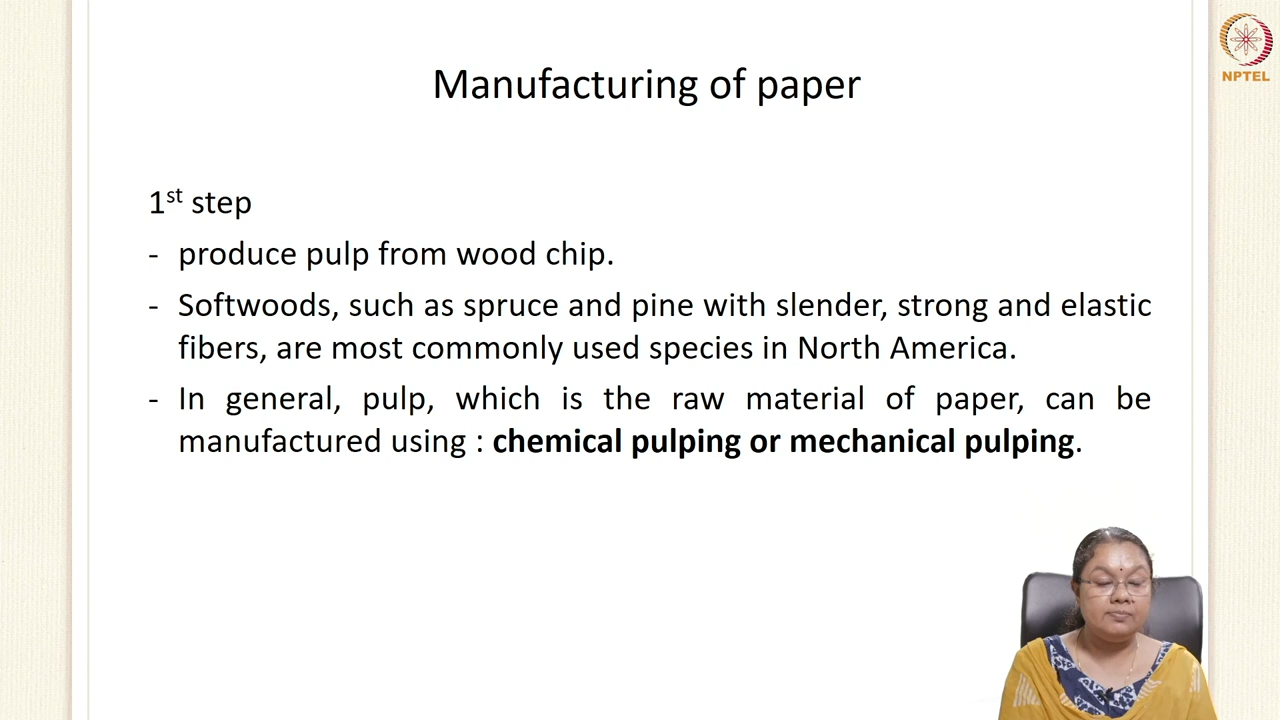 NPTEL
Manufacturing of paper
1st step
- produce pulp from wood chip.
- Softwoods, such as spruce and pine with slender, strong and elastic
fibers, are most commonly used species in North America.
- In general, pulp, which is the raw material of paper, can be
manufactured using : chemical pulping or mechanical pulping.